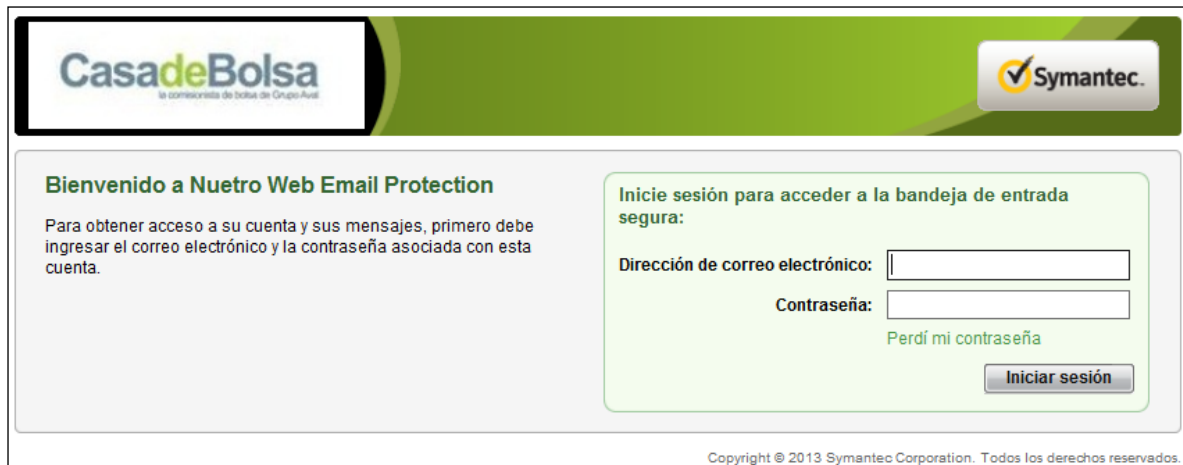 CasadeBolsa
la comisionista de bolsa de Grupo Aval
Symantec.
Bienvenido a Nuetro Web Email Protection
Para obtener acceso a su cuenta y sus mensajes, primero debe
ingresar el correo electrónico y la contraseña asociada con esta
cuenta.
Inicie sesión para acceder a la bandeja de entrada
segura:
Dirección de correo electrónico:
Contraseña:
Perdí mi contraseña
Iniciar sesión
Copyright © 2013 Symantec Corporation. Todos los derechos reservados.